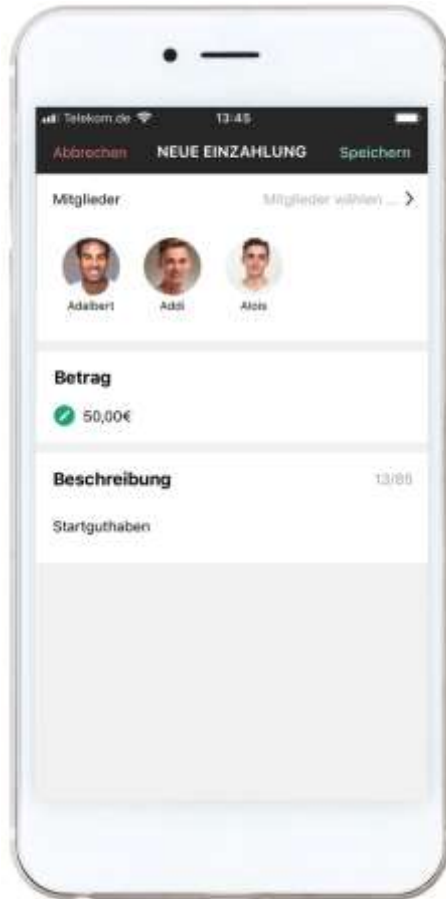 Telekom.de 13:45
Abbrechen NEUE EINZAHLUNG Speichern
Mitglieder Mitglieder wählen ...
Adalbert Addi Alois
Betrag
50,00€
Beschreibung 13/85
Startguthaben